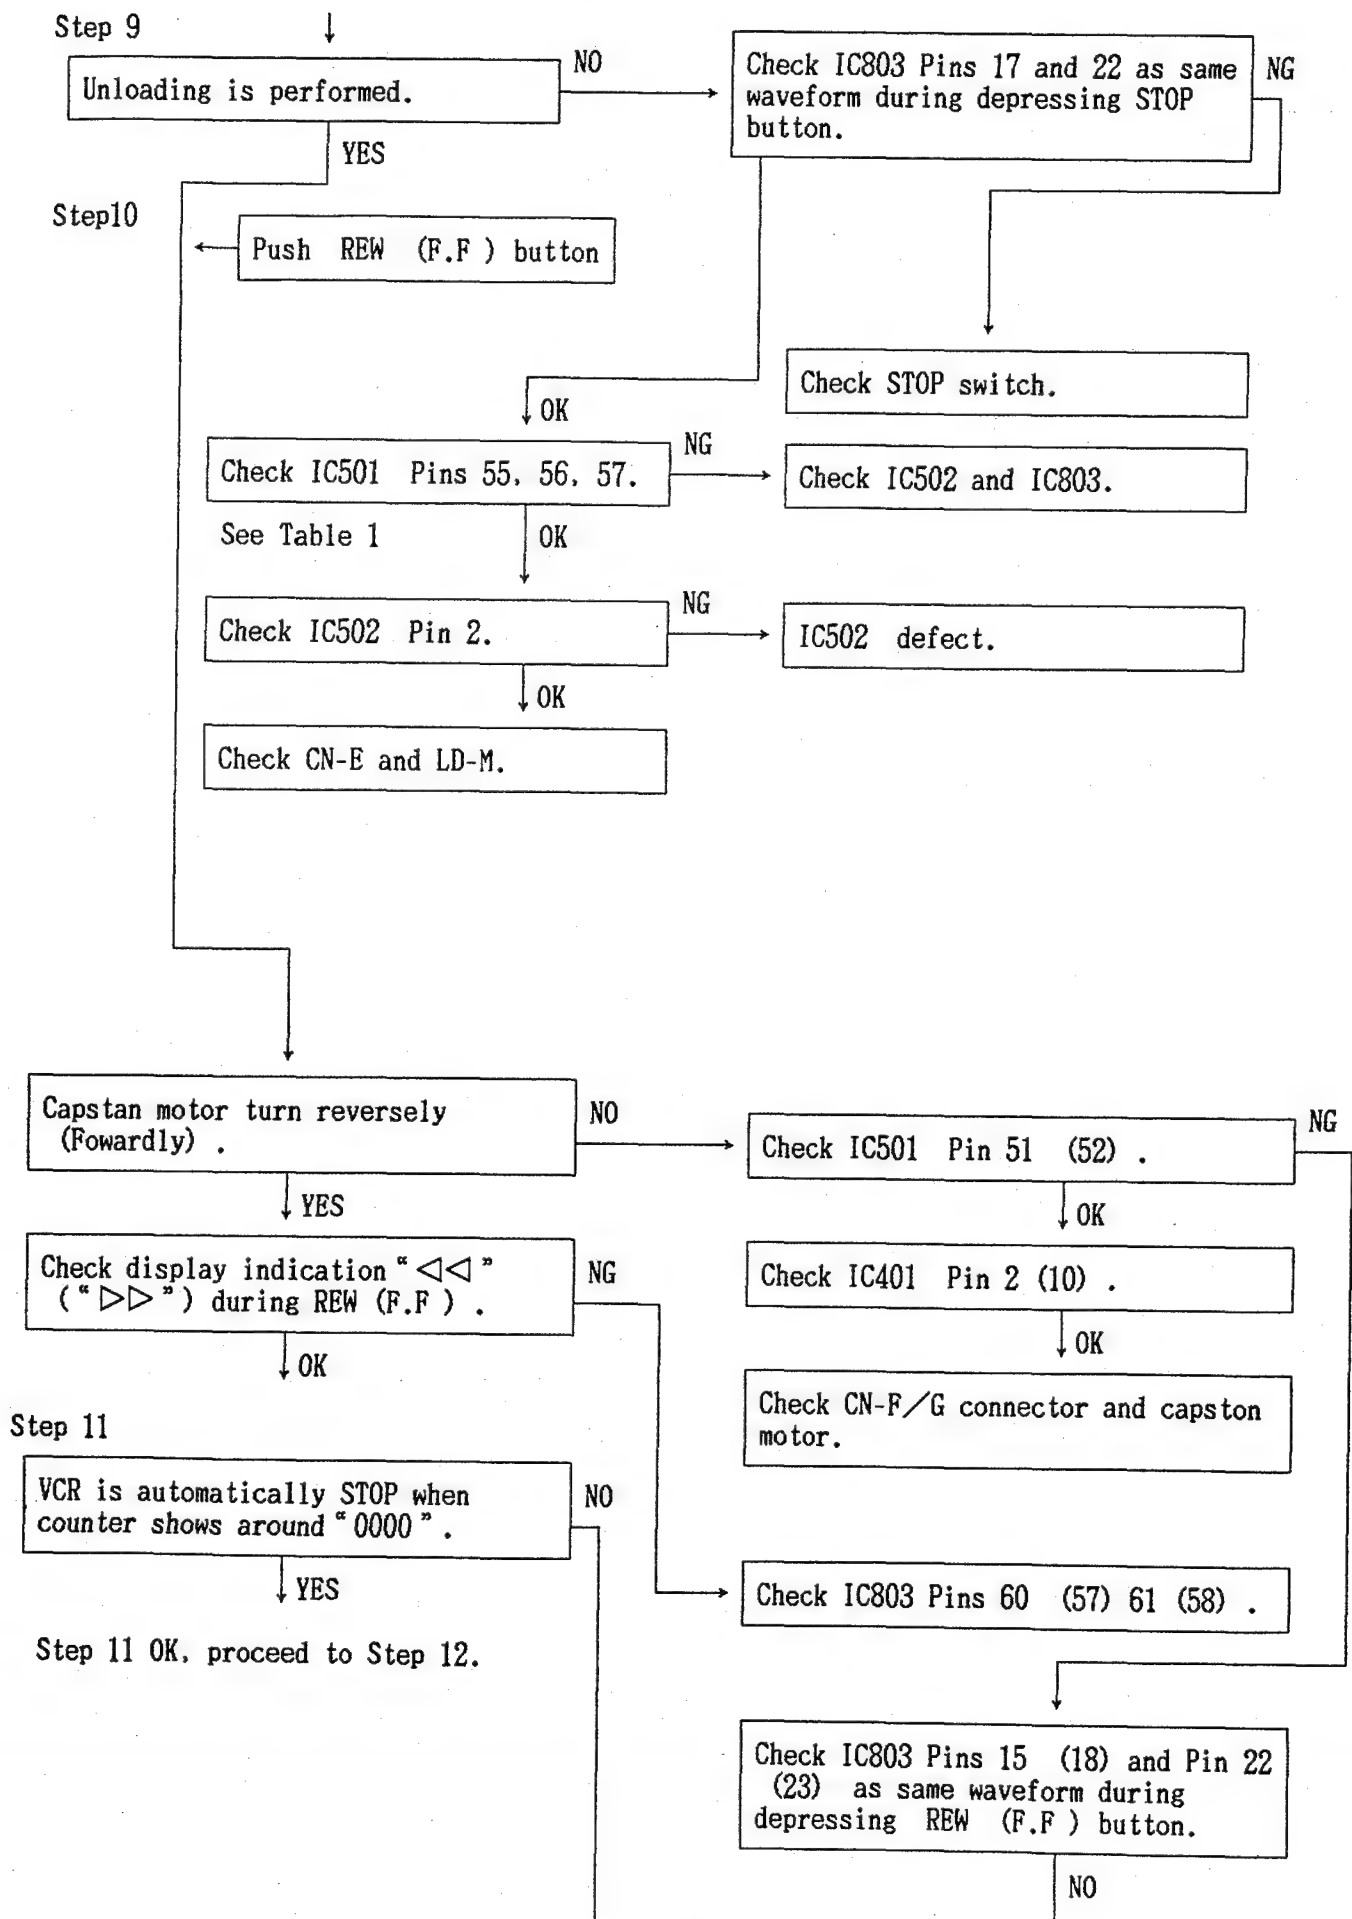 Step 9
Unloading is performed.
NO
Check IC803 Pins 17 and 22 as same
waveform during depressing STOP
button.
NG
YES
Step10
Push REW (F.F ) button
Check STOP switch.
OK
Check IC501 Pins 55, 56, 57.
NG
Check IC502 and IC803.
See Table 1
OK
Check IC502 Pin 2.
NG
IC502 defect.
OK
Check CN-E and LD-M.
Capstan motor turn reversely
(Fowardly) .
NO
Check IC501 Pin 51 (52) .
NG
YES
OK
Check display indication “ ◁◁ ”
( “ ▷▷ ” ) during REW (F.F ) .
NG
Check IC401 Pin 2 (10) .
OK
OK
Check CN-F/G connector and capston
motor.
Step 11
VCR is automatically STOP when
counter shows around “ 0000 ” .
NO
YES
Check IC803 Pins 60 (57) 61 (58) .
Step 11 OK, proceed to Step 12.
Check IC803 Pins 15 (18) and Pin 22
(23) as same waveform during
depressing REW (F.F ) button.
NO